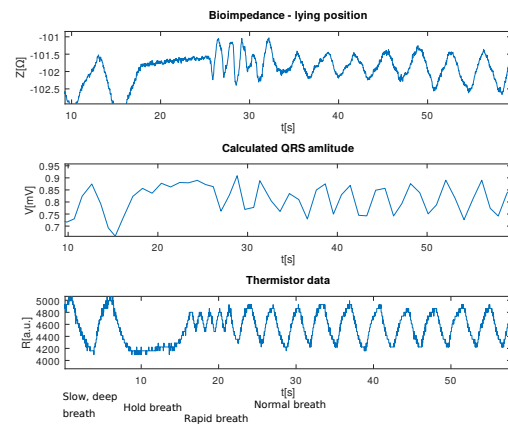 Bioimpedance - lying position
-101
-101.5
-102
-102.5
Z[Ω]
10 20 30 40 50
t[s]
Calculated QRS amlitude
0.95
0.9
0.85
0.8
0.75
0.7
V[mV]
10 20 30 40 50
t[s]
Thermistor data
5000
4800
4600
4400
4200
4000
R[a.u.]
10 20 30 40 50
t[s]
Slow, deep
breath
Hold breath
Rapid breath
Normal breath